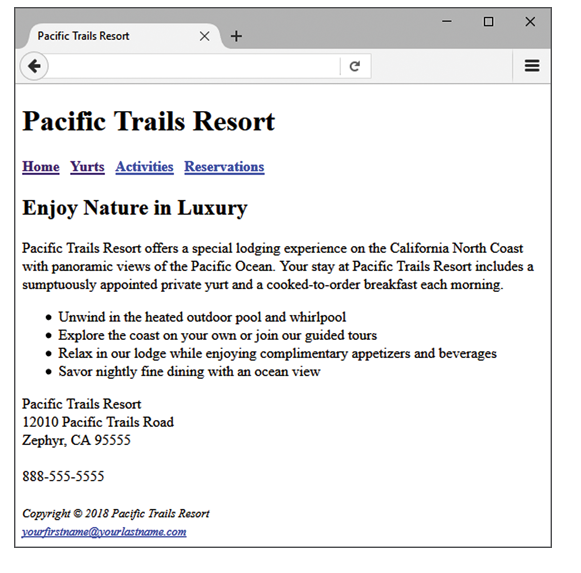 Pacific Trails Resort
Pacific Trails Resort
Home Yurts Activities Reservations
Enjoy Nature in Luxury
Pacific Trails Resort offers a special lodging experience on the California North Coast
with panoramic views of the Pacific Ocean. Your stay at Pacific Trails Resort includes a
sumptuously appointed private yurt and a cooked-to-order breakfast each morning.
• Unwind in the heated outdoor pool and whirlpool
• Explore the coast on your own or join our guided tours
• Relax in our lodge while enjoying complimentary appetizers and beverages
• Savor nightly fine dining with an ocean view
Pacific Trails Resort
12010 Pacific Trails Road
Zephyr, CA 95555
888-555-5555
Copyright © 2018 Pacific Trails Resort
yourfirstname@yourlastname.com